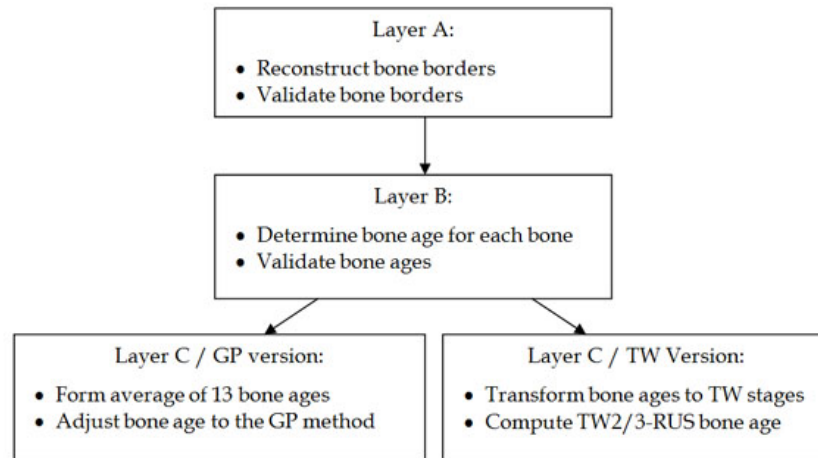 Layer A:
• Reconstruct bone borders
• Validate bone borders
Layer B:
• Determine bone age for each bone
• Validate bone ages
Layer C / GP version:
• Form average of 13 bone ages
• Adjust bone age to the GP method
Layer C / TW Version:
• Transform bone ages to TW stages
• Compute TW2/3-RUS bone age